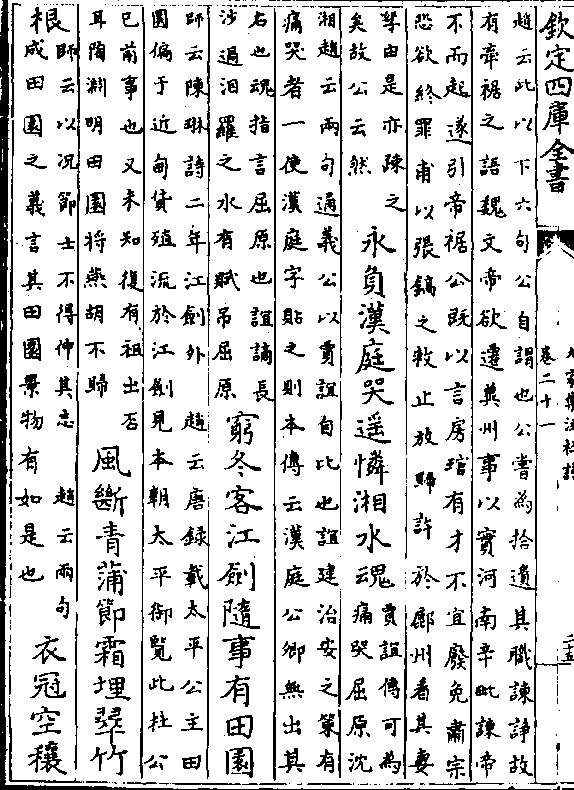 欽定四庫全書
九家集注杜詩
卷二十一
二十五
趙云此以下六句公自謂也公嘗為拾遺其職諫諍故
有牽裾之語魏文帝欲遷冀州事以實河南辛毗諫帝
不而起遂引帝裾公既以言房琯有才不宜廢免肅宗
恐欲終罪甫以張鎬之救止放歸許於鄜州看其妻
孥由是亦疎之
矣故公云然
永負漢庭哭遥憐湘水魂
賈誼傳可為
痛哭屈原沈
湘趙云兩句通義公以賈誼自比也誼建治安之策有
痛哭者一使漢庭字貼之則本傳云漢庭公卿無出其
右也魂指言屈原也誼謫長
沙過汨羅之水有賦吊屈原
窮冬客江劍隨事有田園
師云陳琳詩二年江劍外
趙云唐録載太平公主田
園偏于近甸貨殖流於江劍見本朝太平御覽此杜公
已前事也又未知復有祖出否
耳陶淵明田園將蕪胡不歸
風斷青蒲節霜埋翠竹
根
師云以况節士不得伸其志
趙云兩句
成田園之義言其田園景物有如是也
衣冠空穰